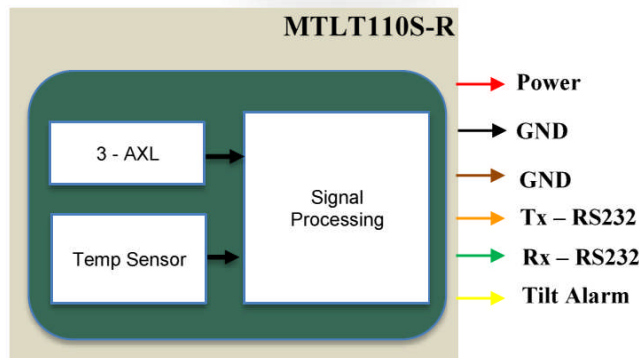 MTLT110S-R
3 - AXL
Temp Sensor
Signal
Processing
Power
GND
GND
Tx – RS232
Rx – RS232
Tilt Alarm